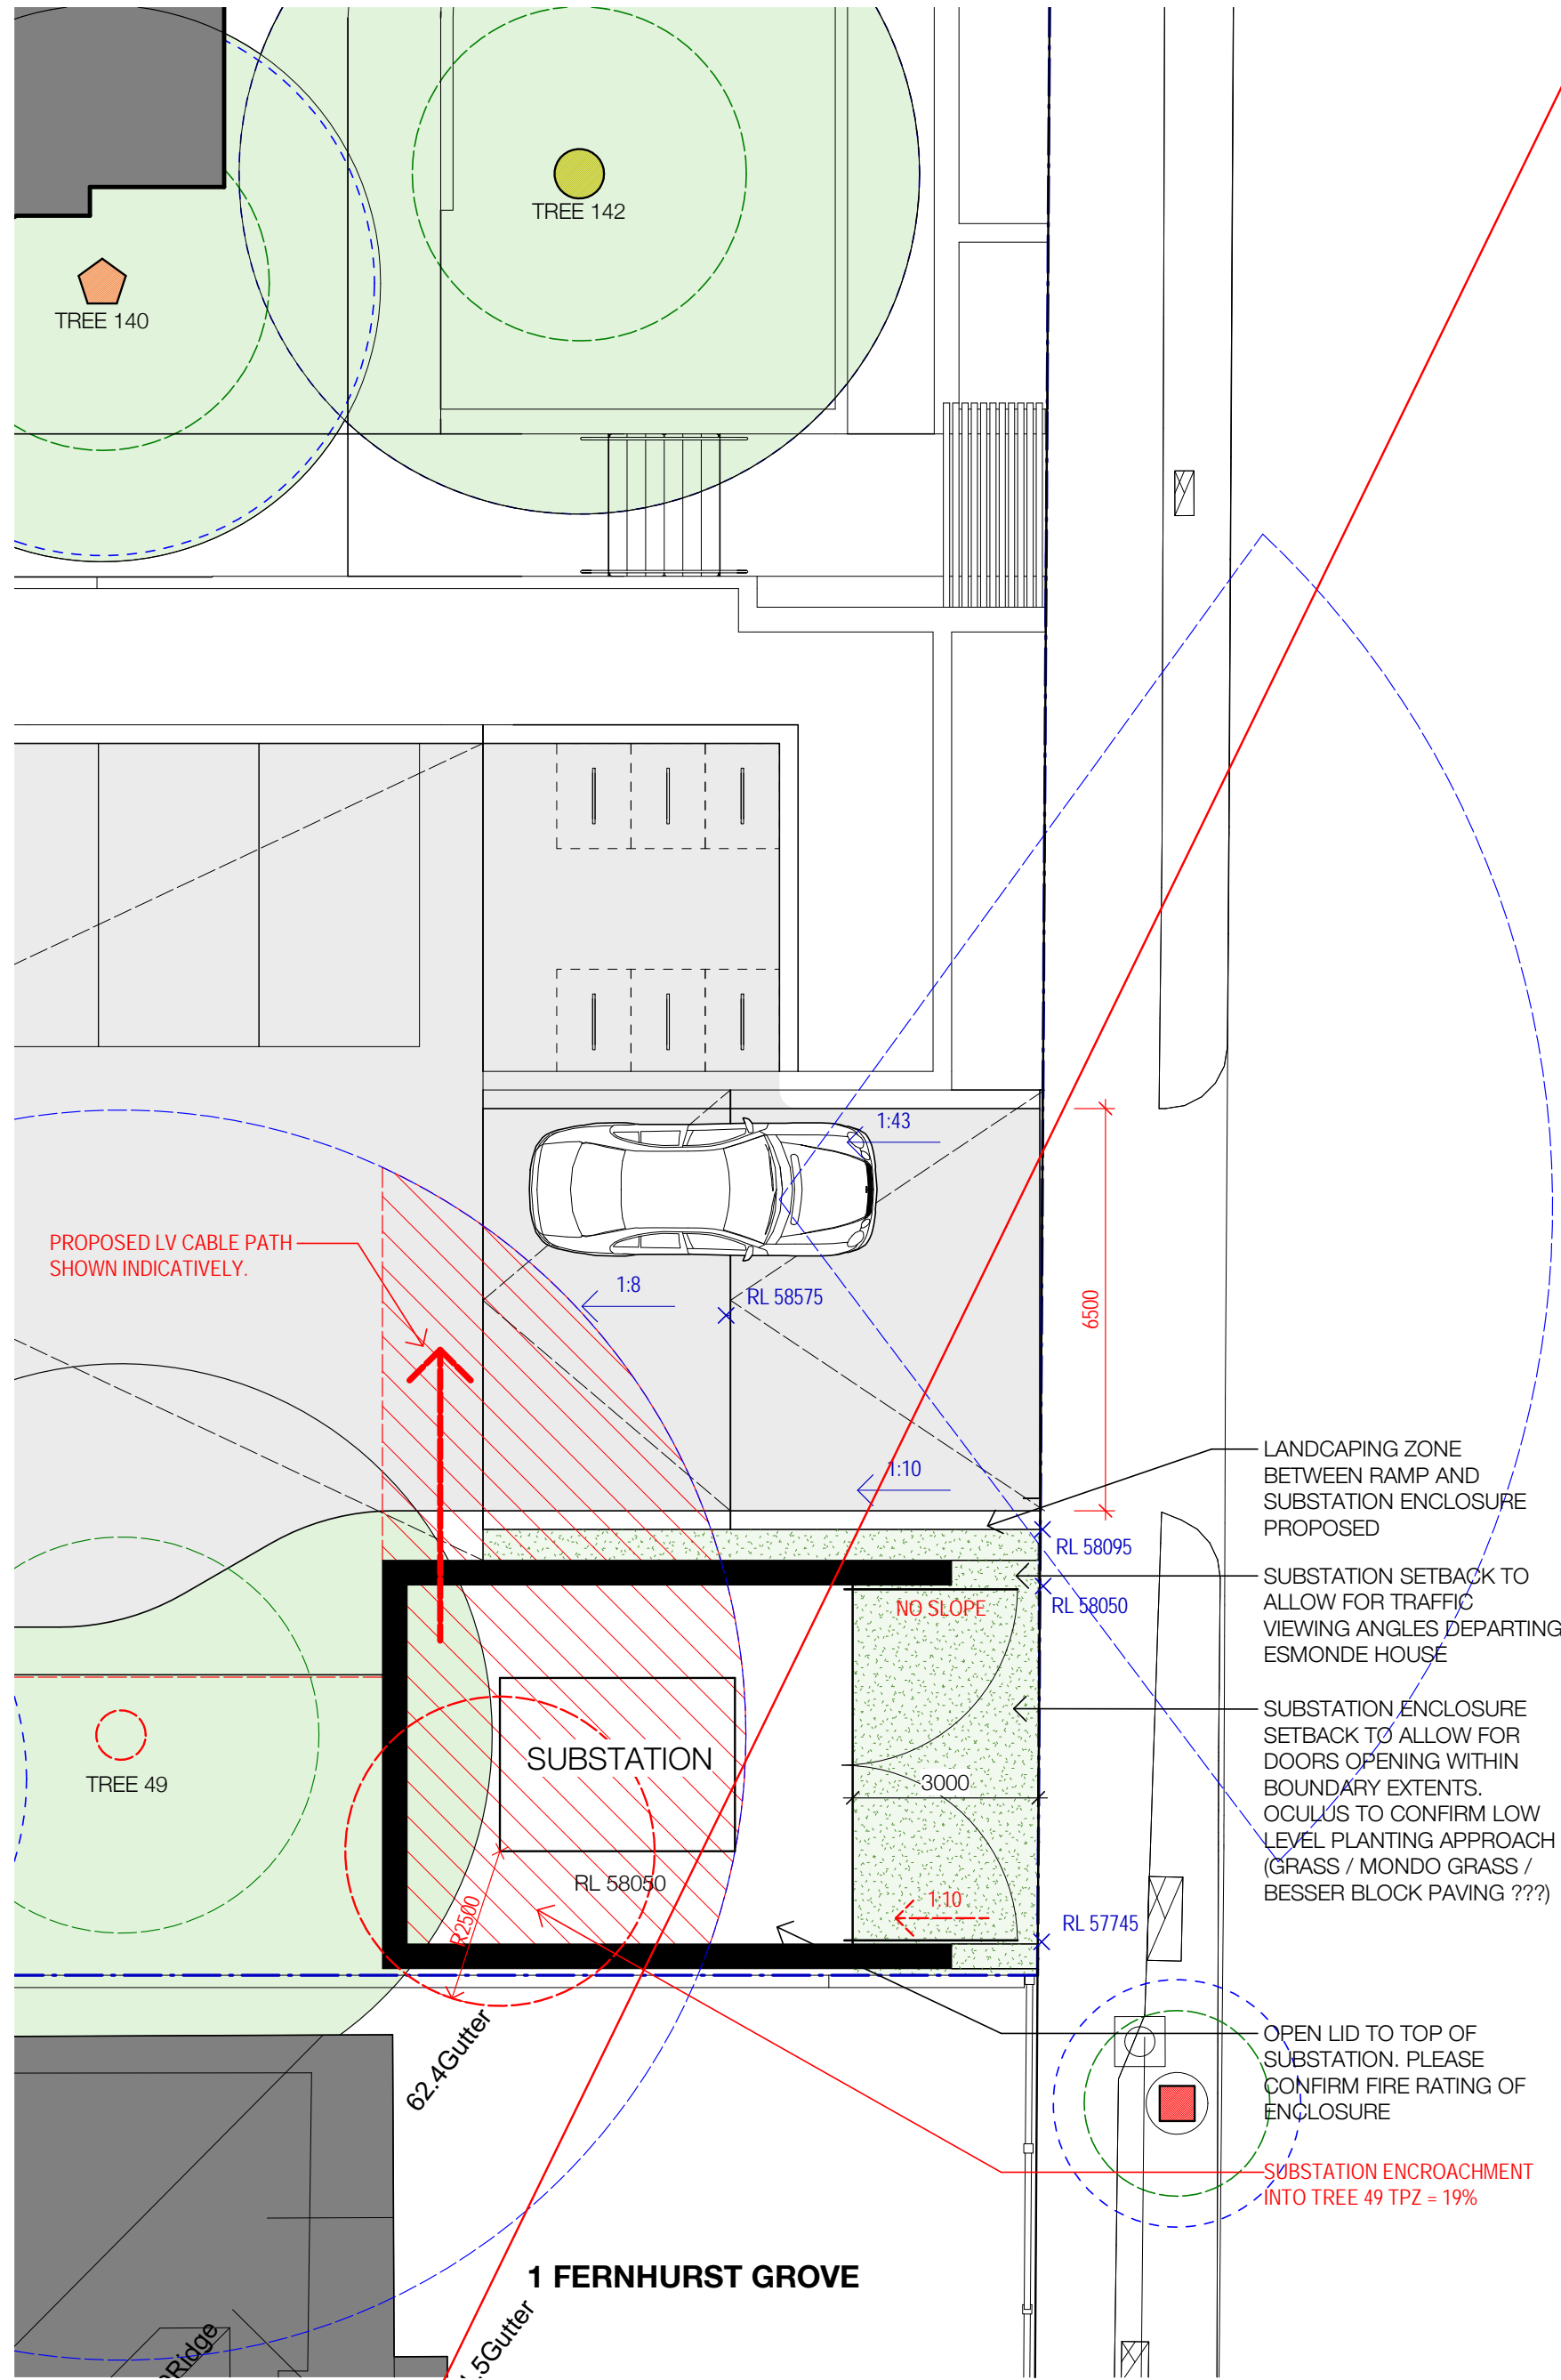 TREE 142
TREE 140
1:43
PROPOSED LV CABLE PATH
SHOWN INDICATIVELY.
1:8
RL 58575
6500
1:10
LANDCAPING ZONE
BETWEEN RAMP AND
SUBSTATION ENCLOSURE
PROPOSED
RL 58095
SUBSTATION SETBACK TO
ALLOW FOR TRAFFIC
VIEWING ANGLES DEPARTING
ESMONDE HOUSE
NO SLOPE
RL 58050
SUBSTATION ENCLOSURE
SETBACK TO ALLOW FOR
DOORS OPENING WITHIN
BOUNDARY EXTENTS.
OCULUS TO CONFIRM LOW
LEVEL PLANTING APPROACH
(GRASS / MONDO GRASS /
BESSER BLOCK PAVING ???)
SUBSTATION
TREE 49
3000
RL 58050
R2500
1:10
RL 57745
62.4Gutter
OPEN LID TO TOP OF
SUBSTATION. PLEASE
CONFIRM FIRE RATING OF
ENCLOSURE
SUBSTATION ENCROACHMENT
INTO TREE 49 TPZ = 19%
1 FERNHURST GROVE
.5Gutter
Ridge